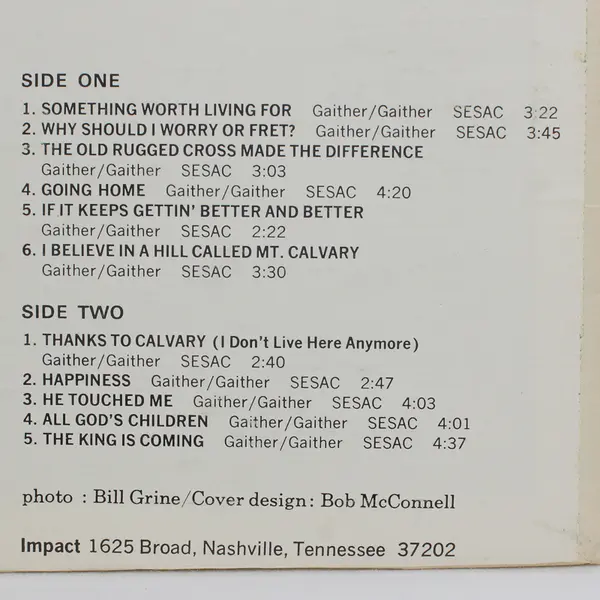 SIDE ONE
1. SOMETHING WORTH LIVING FOR Gaither/Gaither SESAC 3:22
2. WHY SHOULD I WORRY OR FRET? Gaither/Gaither SESAC 3:45
3. THE OLD RUGGED CROSS MADE THE DIFFERENCE
Gaither/Gaither SESAC 3:03
4. GOING HOME Gaither/Gaither SESAC 4:20
5. IF IT KEEPS GETTIN' BETTER AND BETTER
Gaither/Gaither SESAC 2:22
6. I BELIEVE IN A HILL CALLED MT. CALVARY
Gaither/Gaither SESAC 3:30
SIDE TWO
1. THANKS TO CALVARY (I Don't Live Here Anymore)
Gaither/Gaither SESAC 2:40
2. HAPPINESS Gaither/Gaither SESAC 2:47
3. HE TOUCHED ME Gaither/Gaither SESAC 4:03
4. ALL GOD'S CHILDREN Gaither/Gaither SESAC 4:01
5. THE KING IS COMING Gaither/Gaither SESAC 4:37
photo : Bill Grine/Cover design: Bob McConnell
Impact 1625 Broad, Nashville, Tennessee 37202